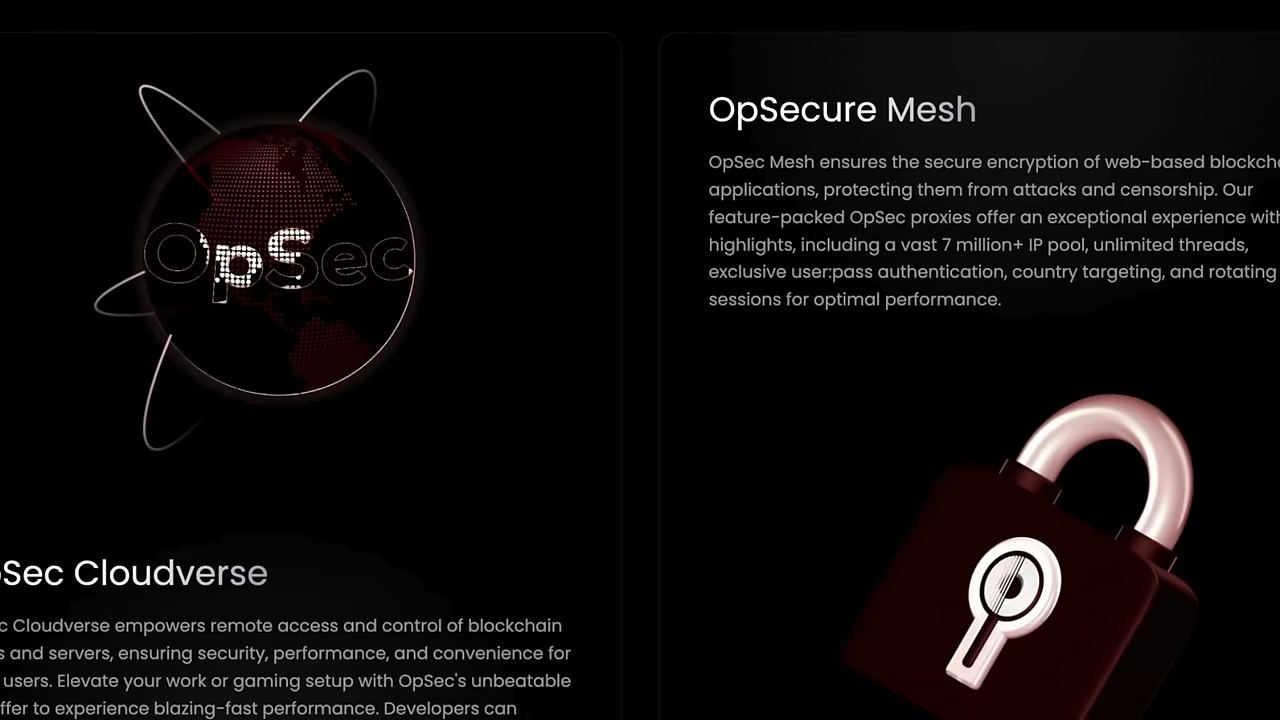 OpSec
OpSec Cloudverse
Cloudverse empowers remote access and control of blockchain
and servers, ensuring security, performance, and convenience for
users. Elevate your work or gaming setup with OpSec's unbeatable
to experience blazing-fast performance. Developers can
OpSecure Mesh
OpSec Mesh ensures the secure encryption of web-based
applications, protecting them from attacks and censorship. Our
feature-packed OpSec proxies offer an exceptional experience with
highlights, including a vast 7 million+ IP pool, unlimited threads,
exclusive user:pass authentication, country targeting, and rotating
sessions for optimal performance.